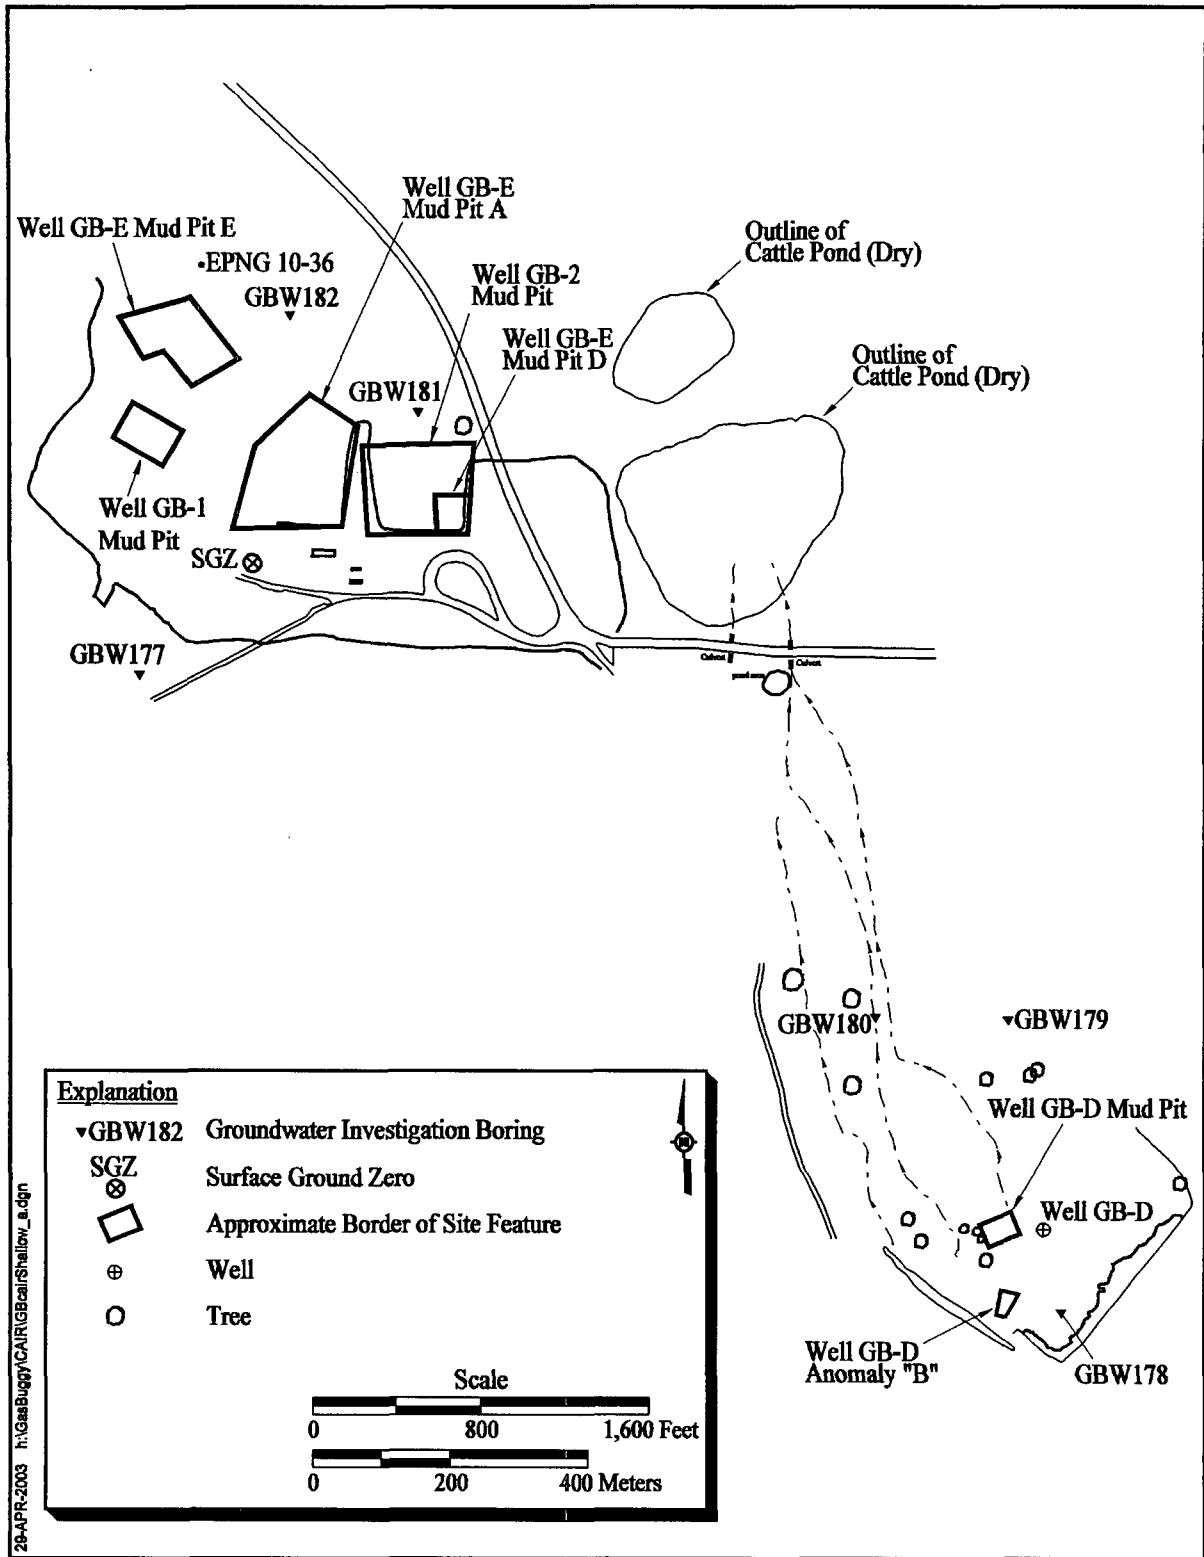 Well GB-E
Mud Pit A
Well GB-E Mud Pit E
EPNG 10-36
GBW182
Well GB-2
Mud Pit
Well GB-E
Mud Pit D
Outline of
Cattle Pond (Dry)
Outline of
Cattle Pond (Dry)
GBW181
Well GB-1
Mud Pit
SGZ
GBW177
Culvert
Culvert
GBW180
GBW179
Well GB-D Mud Pit
Well GB-D
Well GB-D
Anomaly "B"
GBW178
Explanation
GBW182 Groundwater Investigation Boring
SGZ
Surface Ground Zero
Approximate Border of Site Feature
Well
Tree
N
Scale
0 800 1,600 Feet
0 200 400 Meters
29-APR-2003 h:\GasBuggy\CAIR\GBcairShallow_a.dgn